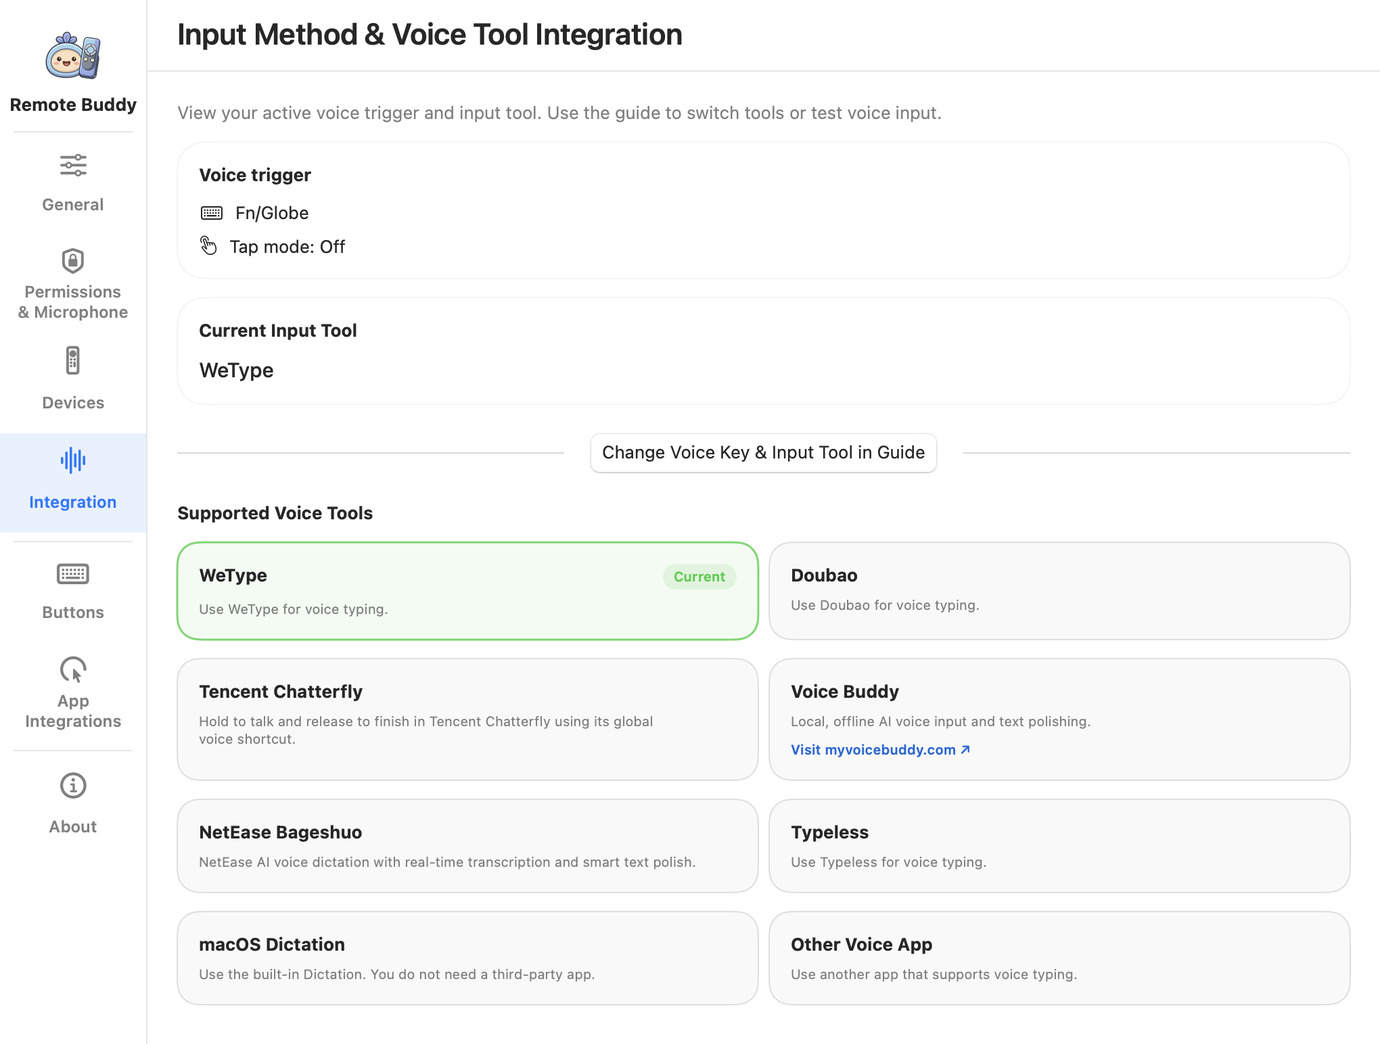 Remote Buddy
General
Permissions
& Microphone
Devices
Integration
Buttons
App
Integrations
About
Input Method & Voice Tool Integration
View your active voice trigger and input tool. Use the guide to switch tools or test voice input.
Voice trigger
Fn/Globe
Tap mode: Off
Current Input Tool
WeType
Change Voice Key & Input Tool in Guide
Supported Voice Tools
WeType
Current
Use WeType for voice typing.
Doubao
Use Doubao for voice typing.
Tencent Chatterfly
Hold to talk and release to finish in Tencent Chatterfly using its global
voice shortcut.
Voice Buddy
Local, offline AI voice input and text polishing.
Visit myvoicebuddy.com ↗
NetEase Bageshuo
NetEase AI voice dictation with real-time transcription and smart text polish.
Typeless
Use Typeless for voice typing.
macOS Dictation
Use the built-in Dictation. You do not need a third-party app.
Other Voice App
Use another app that supports voice typing.